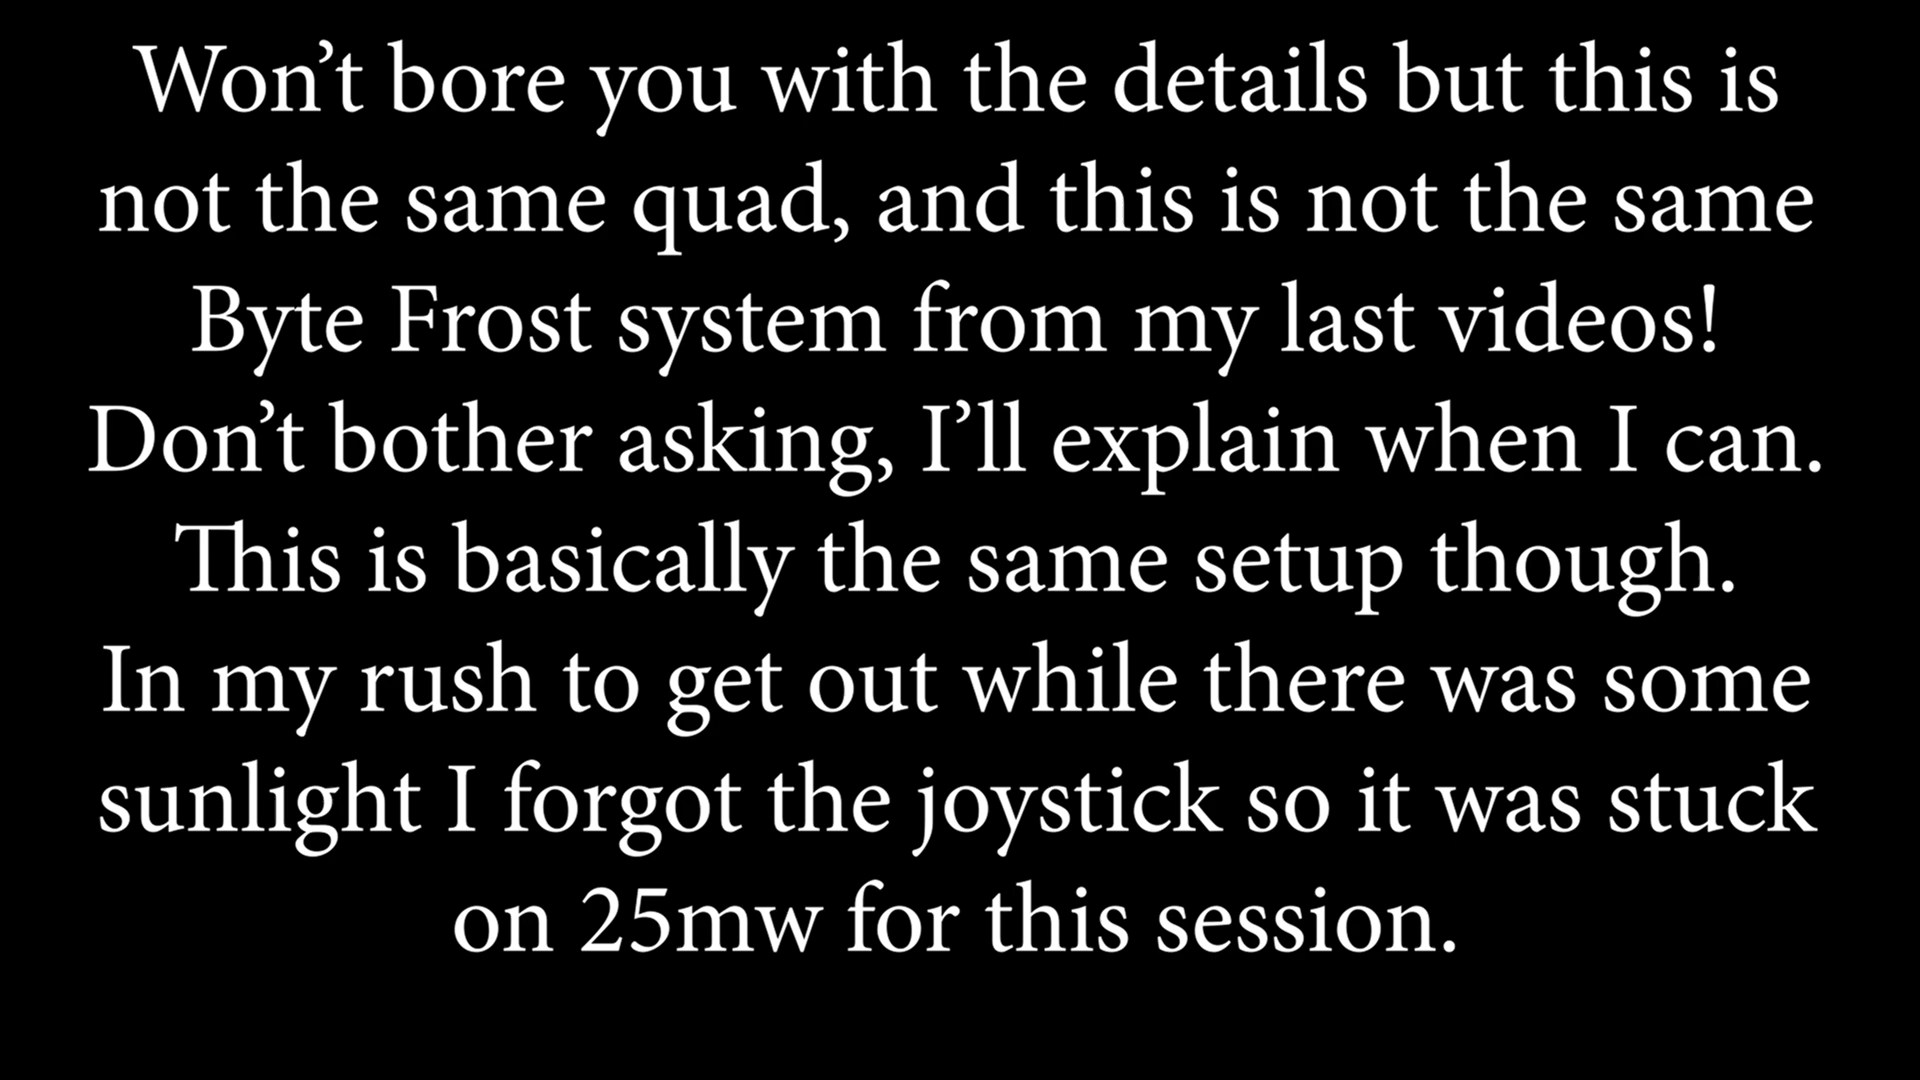 Won’t bore you with the details but this is
not the same quad, and this is not the same
Byte Frost system from my last videos!
Don’t bother asking, I’ll explain when I can.
This is basically the same setup though.
In my rush to get out while there was some
sunlight I forgot the joystick so it was stuck
on 25mw for this session.